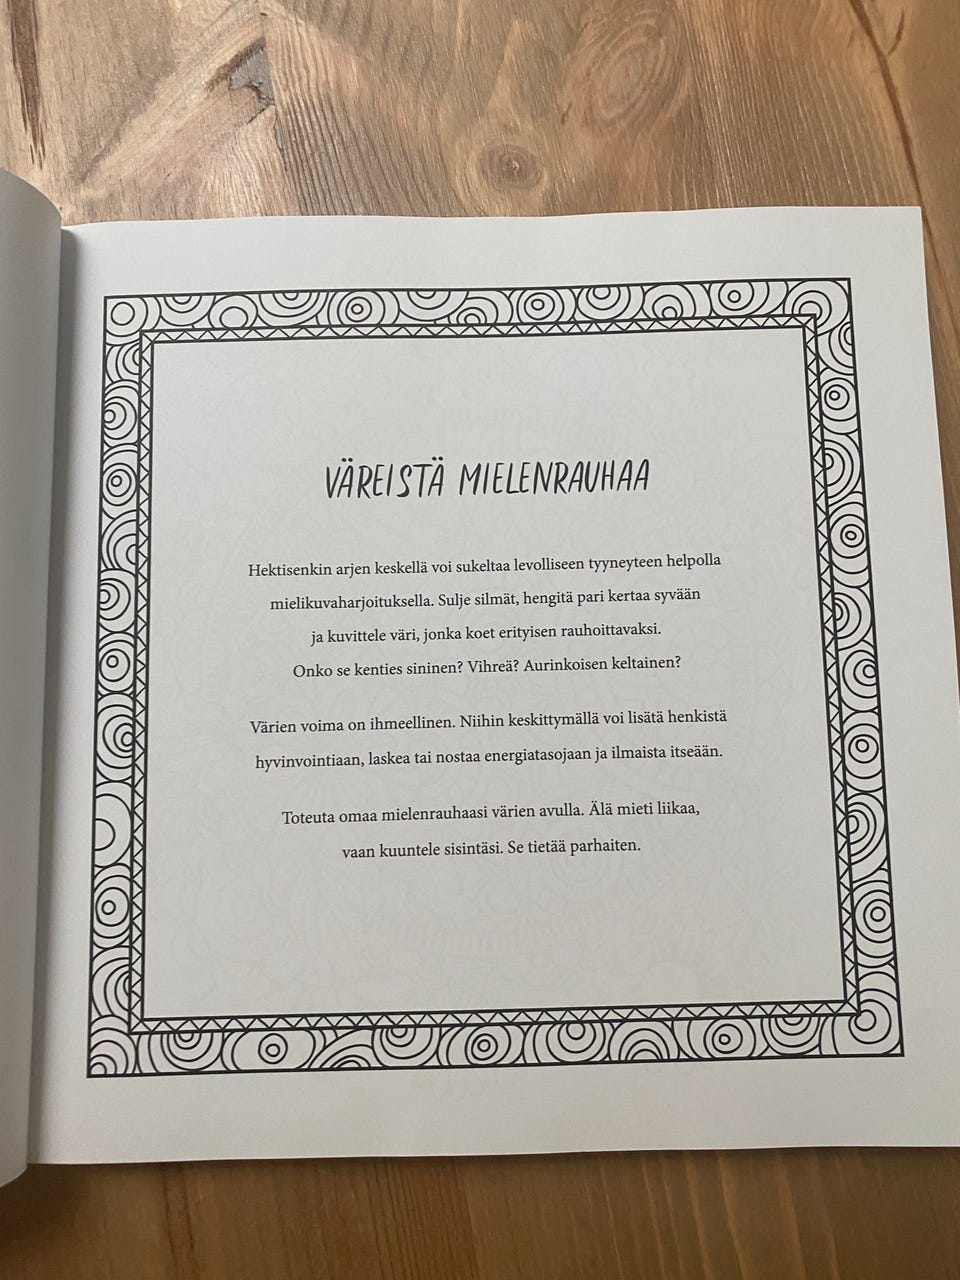 VÄREISTÄ MIELENRAUHAA
Hektisenkin arjen keskellä voi sukeltaa levolliseen tyyneyteen helpolla
mielikuvaharjoituksella. Sulje silmät, hengitä pari kertaa syvään
ja kuvittele väri, jonka koet erityisen rauhoittavaksi.
Onko se kenties sininen? Vihreä? Aurinkoisen keltainen?
Värien voima on ihmeellinen. Niihin keskittymällä voi lisätä henkistä
hyvinvointiaan, laskea tai nostaa energiatasojaan ja ilmaista itseään.
Toteuta omaa mielenrauhaasi värien avulla. Älä mieti liikaa,
vaan kuuntele sisintäsi. Se tietää parhaiten.